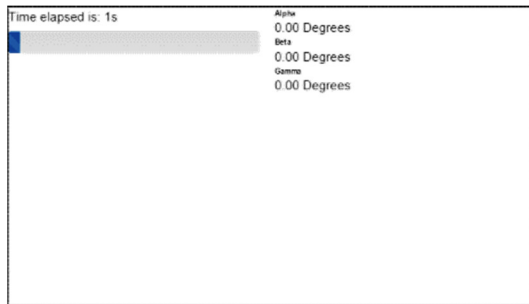 Time elapsed is: 1s
Alpha
0.00 Degrees
Beta
0.00 Degrees
Gamma
0.00 Degrees